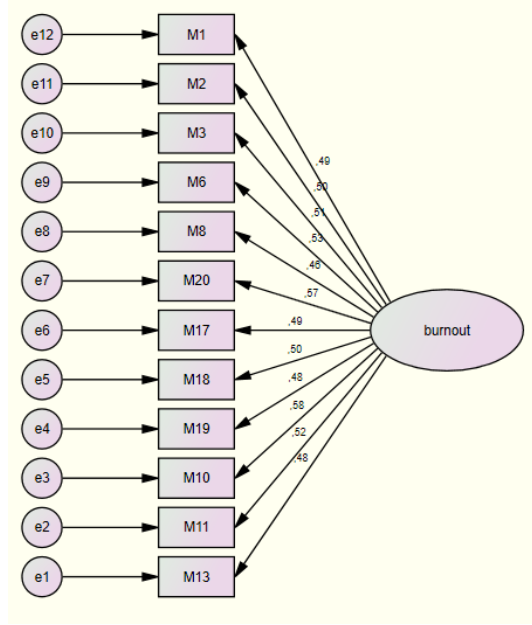 e12 M1
e11 M2
e10 M3
e9 M6
e8 M8
e7 M20
e6 M17
e5 M18
e4 M19
e3 M10
e2 M11
e1 M13
,49
,50
,51
,53
,46
,57
,49
,50
,48
,58
,52
,48
burnout